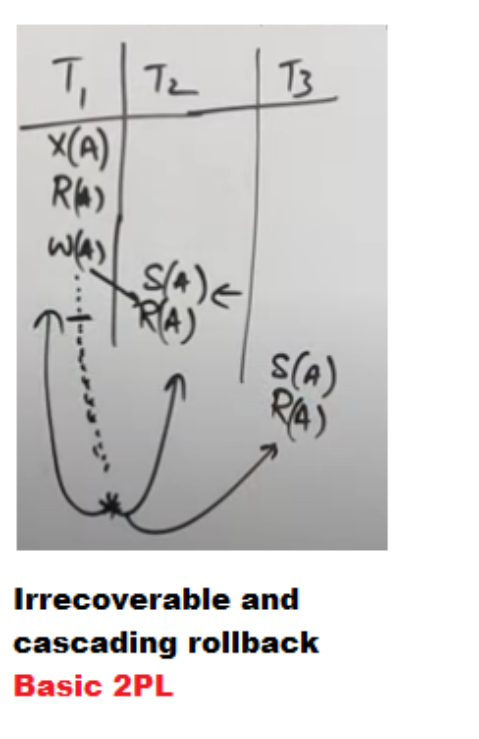 T1 T2 T3
X(A)
R(A)
W(A)
S(A)
R(A)
S(A)
R(A)
Irrecoverable and
cascading rollback
Basic 2PL